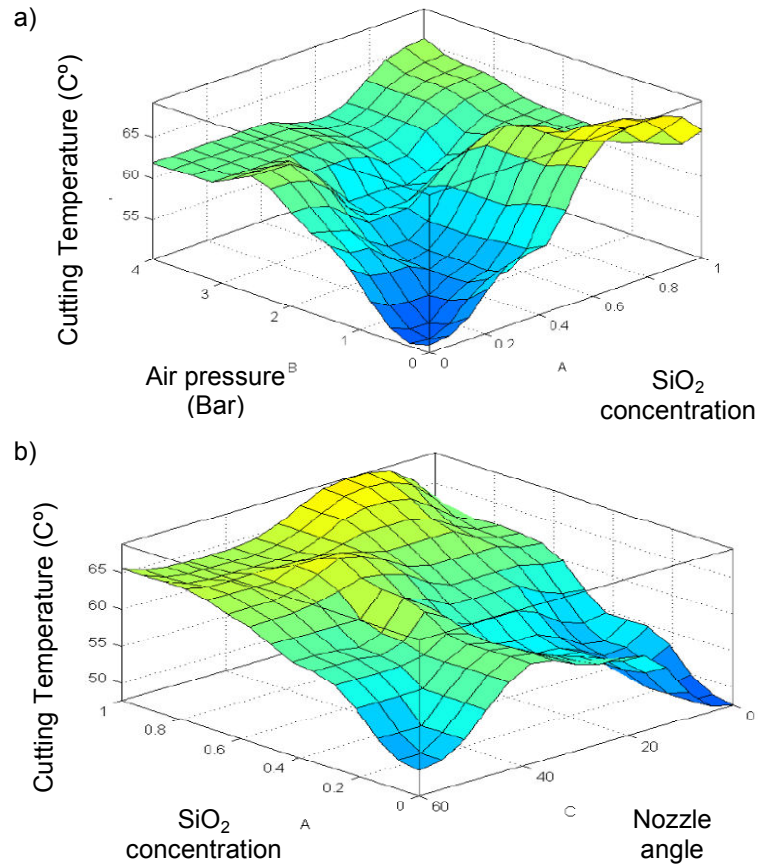 a)
Cutting Temperature (Cº)
65
60
55
4
3
2
1
0
0
0.2
0.4
0.6
0.8
1
B
A
Air pressure
(Bar)
SiO₂
concentration
b)
Cutting Temperature (Cº)
65
60
55
50
1
0.8
0.6
0.4
0.2
0
60
40
20
0
A
C
SiO₂
concentration
Nozzle
angle